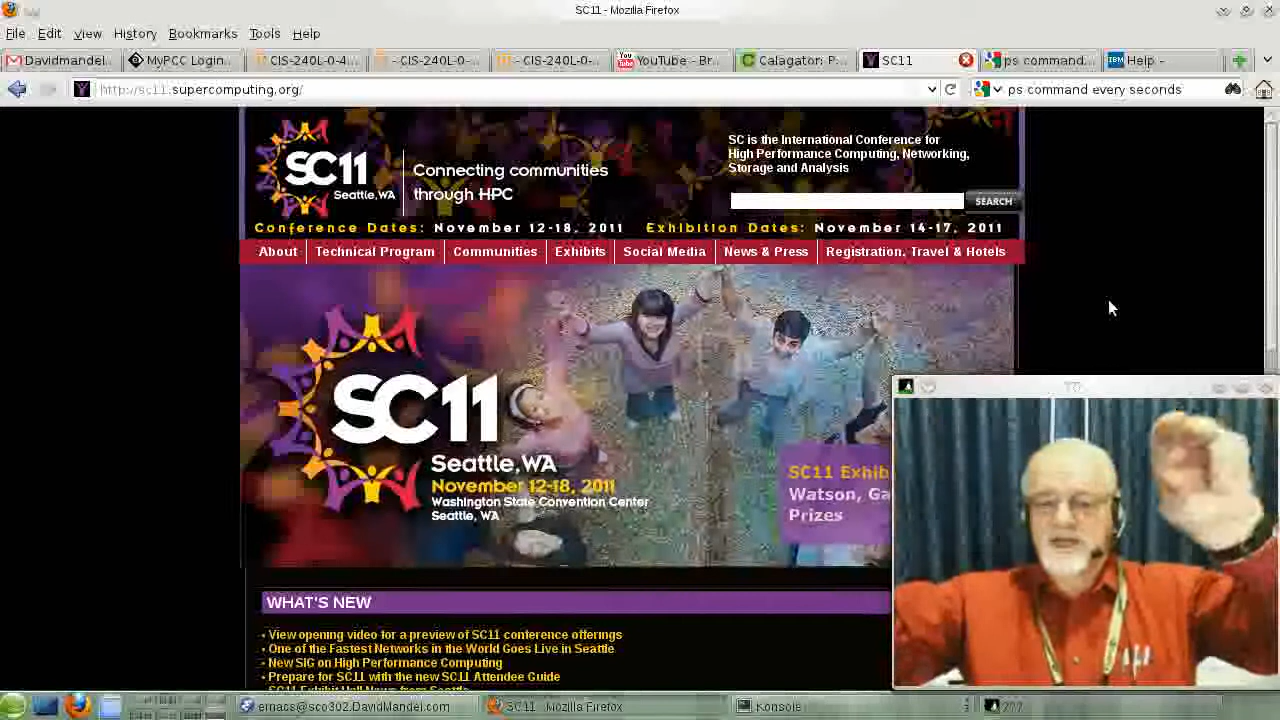 SC11 - Mozilla Firefox
File Edit View History Bookmarks Tools Help
Davidmandel... MyPCC Login... CIS-240L-0-4... - CIS-240L-0-... - CIS-240L-0-... YouTube - Br... Calagator: P... SC11 ps command... IBM Help -
http://sc11.supercomputing.org/ ps command every seconds
SC11
Seattle,WA
Connecting communities
through HPC
SC is the International Conference for
High Performance Computing, Networking,
Storage and Analysis
SEARCH
Conference Dates: November 12-18, 2011 Exhibition Dates: November 14-17, 2011
About Technical Program Communities Exhibits Social Media News & Press Registration, Travel & Hotels
SC11
Seattle,WA
November 12-18, 2011
Washington State Convention Center
Seattle, WA
SC11 Exhib
Watson, Ga
Prizes
???
WHAT'S NEW
• View opening video for a preview of SC11 conference offerings
• One of the Fastest Networks in the World Goes Live in Seattle
• New SIG on High Performance Computing
• Prepare for SC11 with the new SC11 Attendee Guide
• SC11 Exhibit Hall News from Seattle
SC11 - Mozilla Firefox Konsole ???